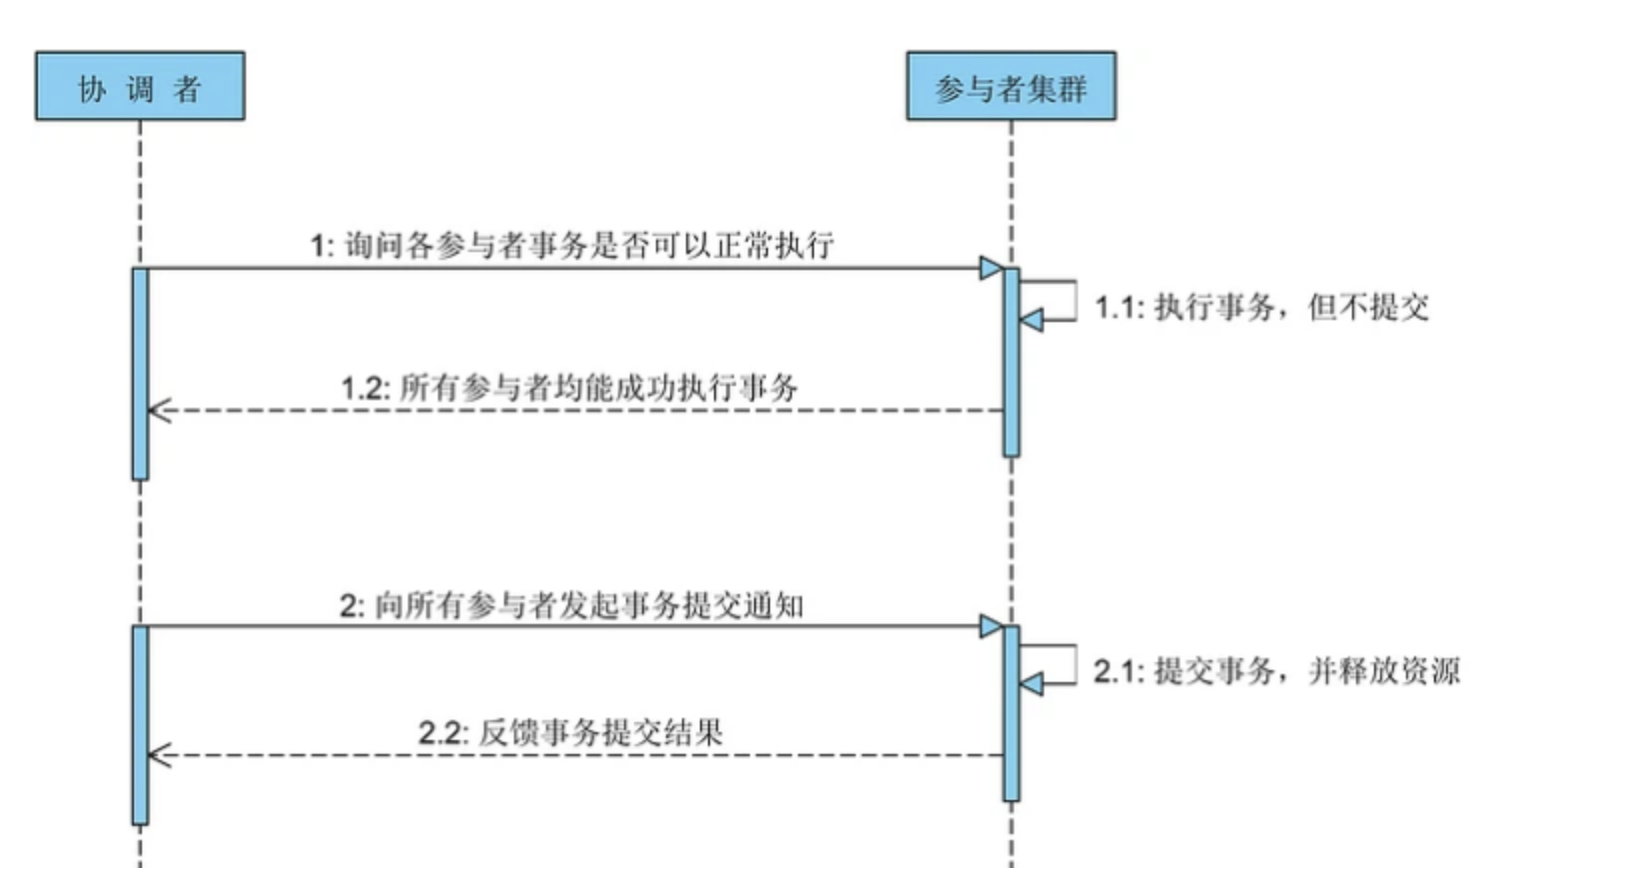 协 调 者
参与者集群
1: 询问各参与者事务是否可以正常执行
1.1: 执行事务，但不提交
1.2: 所有参与者均能成功执行事务
2: 向所有参与者发起事务提交通知
2.1: 提交事务，并释放资源
2.2: 反馈事务提交结果